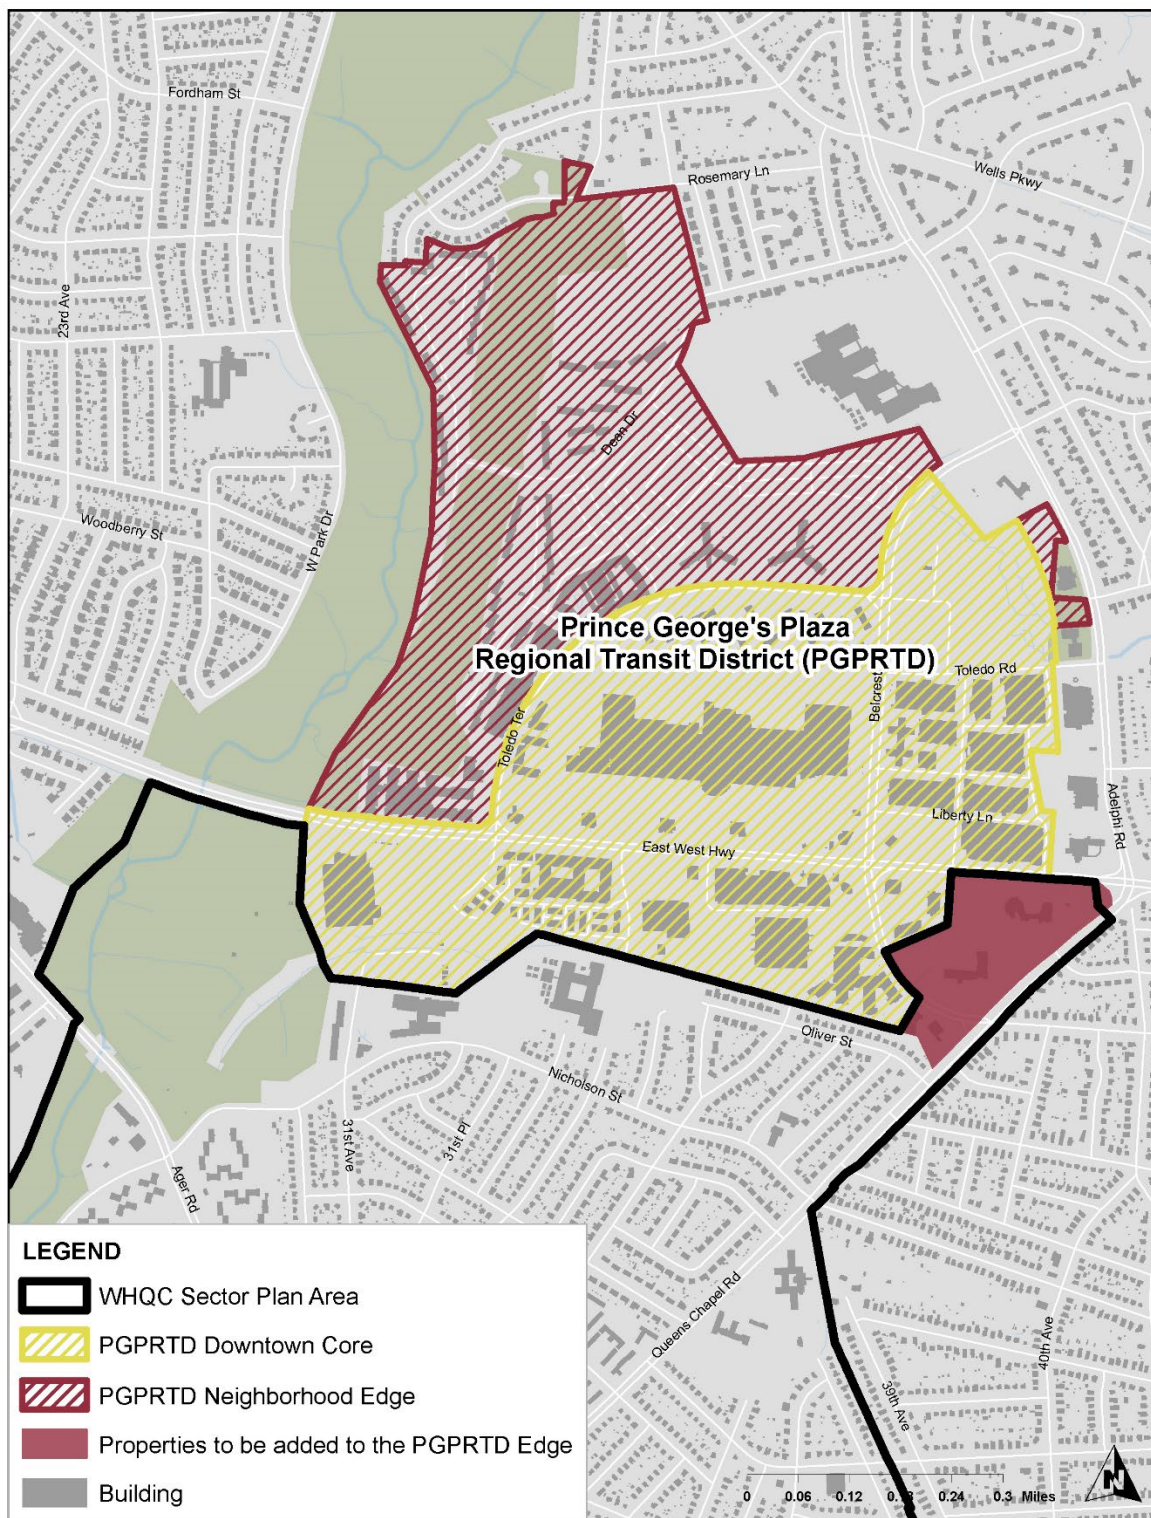 Fordham St
Rosemary Ln
Wells Pkwy
23rd Ave
Dean Dr
W Park Dr
Woodberry St
Prince George's Plaza
Regional Transit District (PGPRTD)
Toledo Rd
Belcrest
Toledo Ter
Adelphi Rd
Liberty Ln
East West Hwy
Oliver St
Nicholson St
31st Pl
31st Ave
Ager Rd
Queens Chapel Rd
40th Ave
39th Ave
LEGEND
WHQC Sector Plan Area
PGPRTD Downtown Core
PGPRTD Neighborhood Edge
Properties to be added to the PGPRTD Edge
Building
0 0.06 0.12 0.18 0.24 0.3 Miles
N